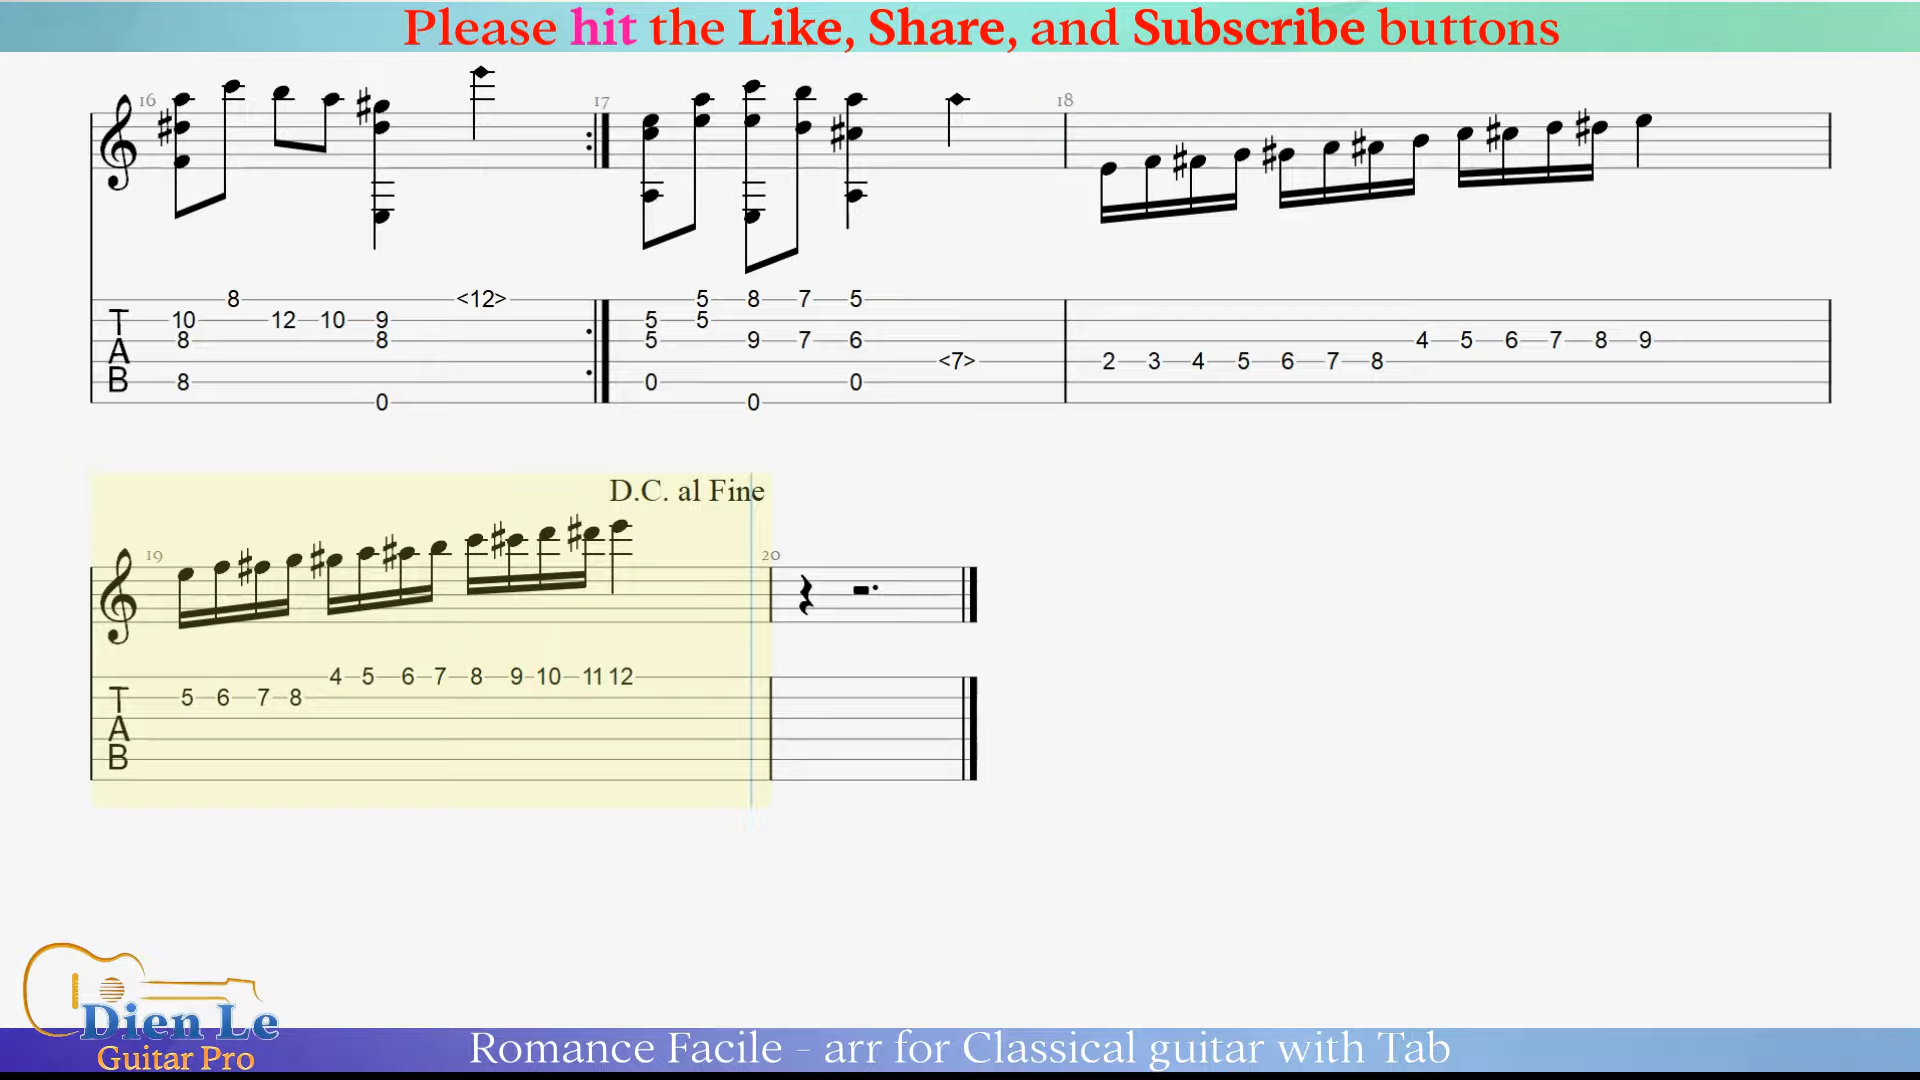 Please hit the Like, Share, and Subscribe buttons
16 17 18
8 <12> 5 8 7 5
10 12 10 9 5 5
8 8 5 9 7 6 4 5 6 7 8 9
<7> 2 3 4 5 6 7 8
8 0 0
0 0
TAB
D.C. al Fine
19 20
4 5 6 7 8 9 10 11 12
5 6 7 8
TAB
Dien Le
Guitar Pro
Romance Facile - arr for Classical guitar with Tab